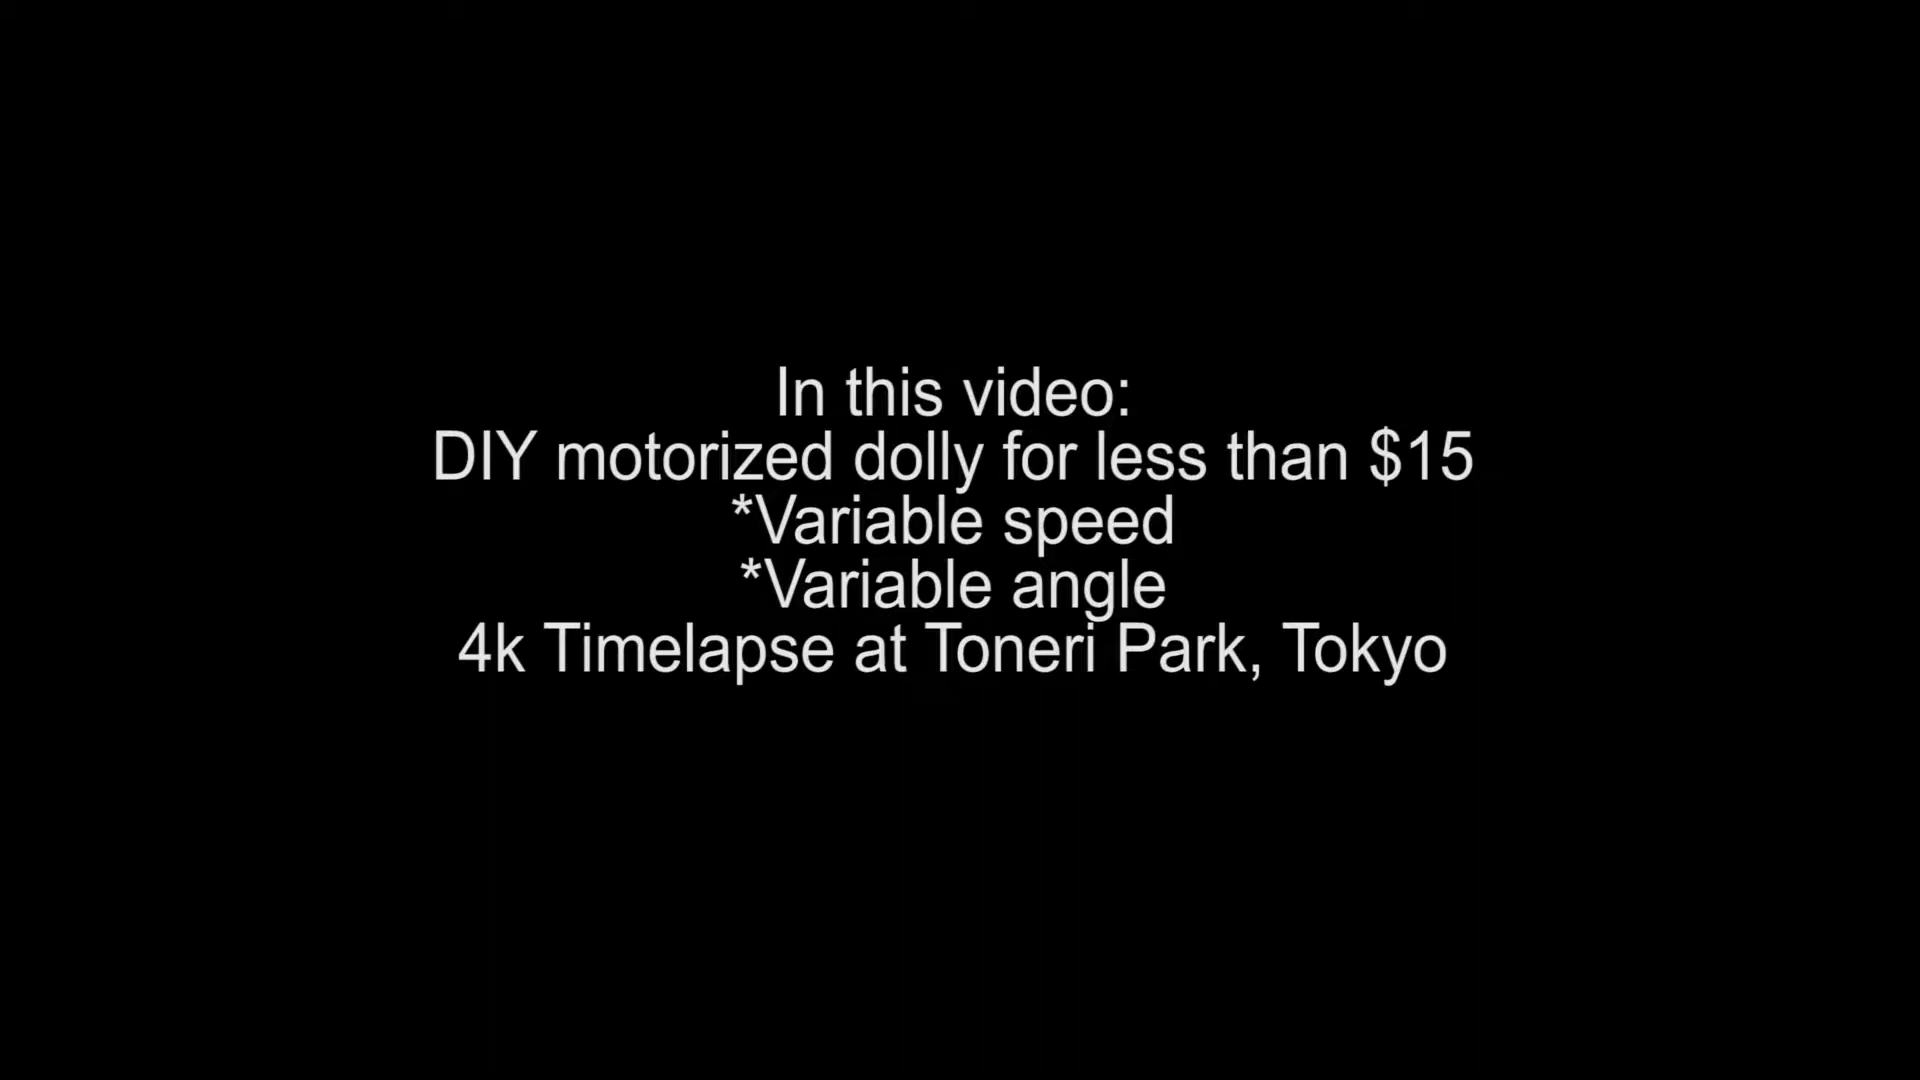 In this video:
DIY motorized dolly for less than $15
*Variable speed
*Variable angle
4k Timelapse at Toneri Park, Tokyo